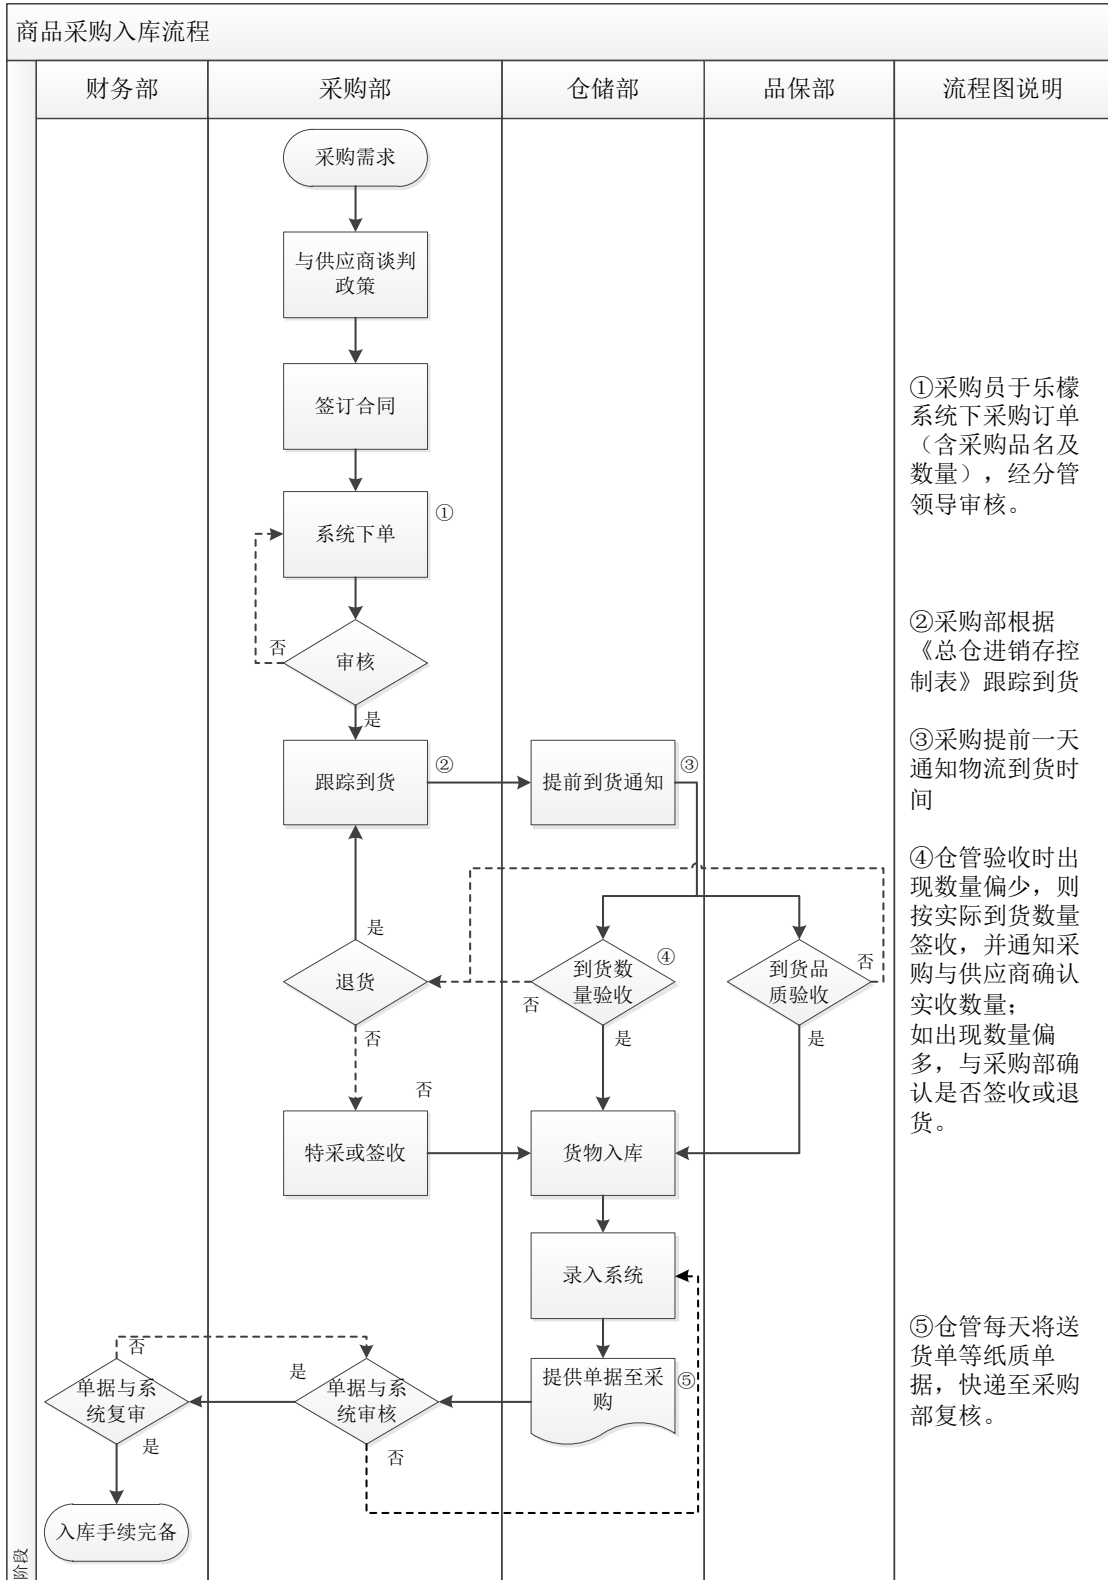 商品采购入库流程
财务部
采购部
仓储部
品保部
流程图说明
采购需求
与供应商谈判
政策
签订合同
①
系统下单
否
审核
是
②
跟踪到货
③
提前到货通知
是
退货
否
④
到货数
量验收
否
是
到货品
质验收
否
是
否
特采或签收
货物入库
录入系统
⑤
提供单据至采
购
是
单据与系
统审核
否
否
单据与系
统复审
是
入库手续完备
①采购员于乐檬
系统下采购订单
（含采购品名及
数量），经分管
领导审核。
②采购部根据
《总仓进销存控
制表》跟踪到货
③采购提前一天
通知物流到货时
间
④仓管验收时出
现数量偏少，则
按实际到货数量
签收，并通知采
购与供应商确认
实收数量；
如出现数量偏
多，与采购部确
认是否签收或退
货。
⑤仓管每天将送
货单等纸质单
据，快递至采购
部复核。
阶段